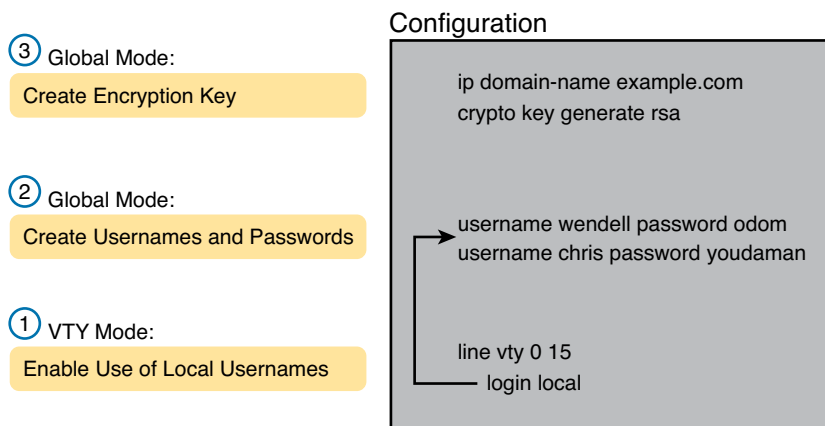 Configuration
3 Global Mode:
Create Encryption Key
ip domain-name example.com
crypto key generate rsa
2 Global Mode:
Create Usernames and Passwords
username wendell password odom
username chris password youdaman
1 VTY Mode:
Enable Use of Local Usernames
line vty 0 15
login local